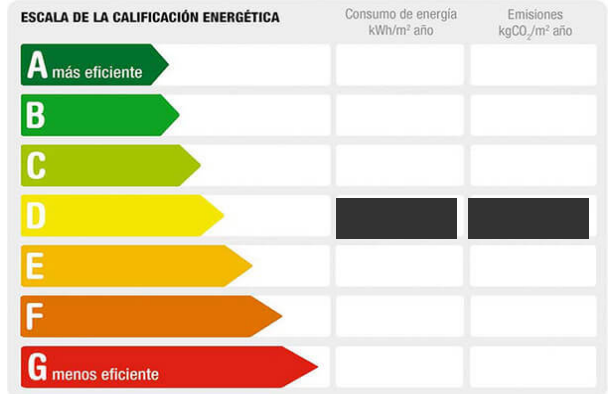 ESCALA DE LA CALIFICACIÓN ENERGÉTICA
Consumo de energía
kWh/m² año
Emisiones
kgCO₂/m² año
A más eficiente
B
C
D
E
F
G menos eficiente